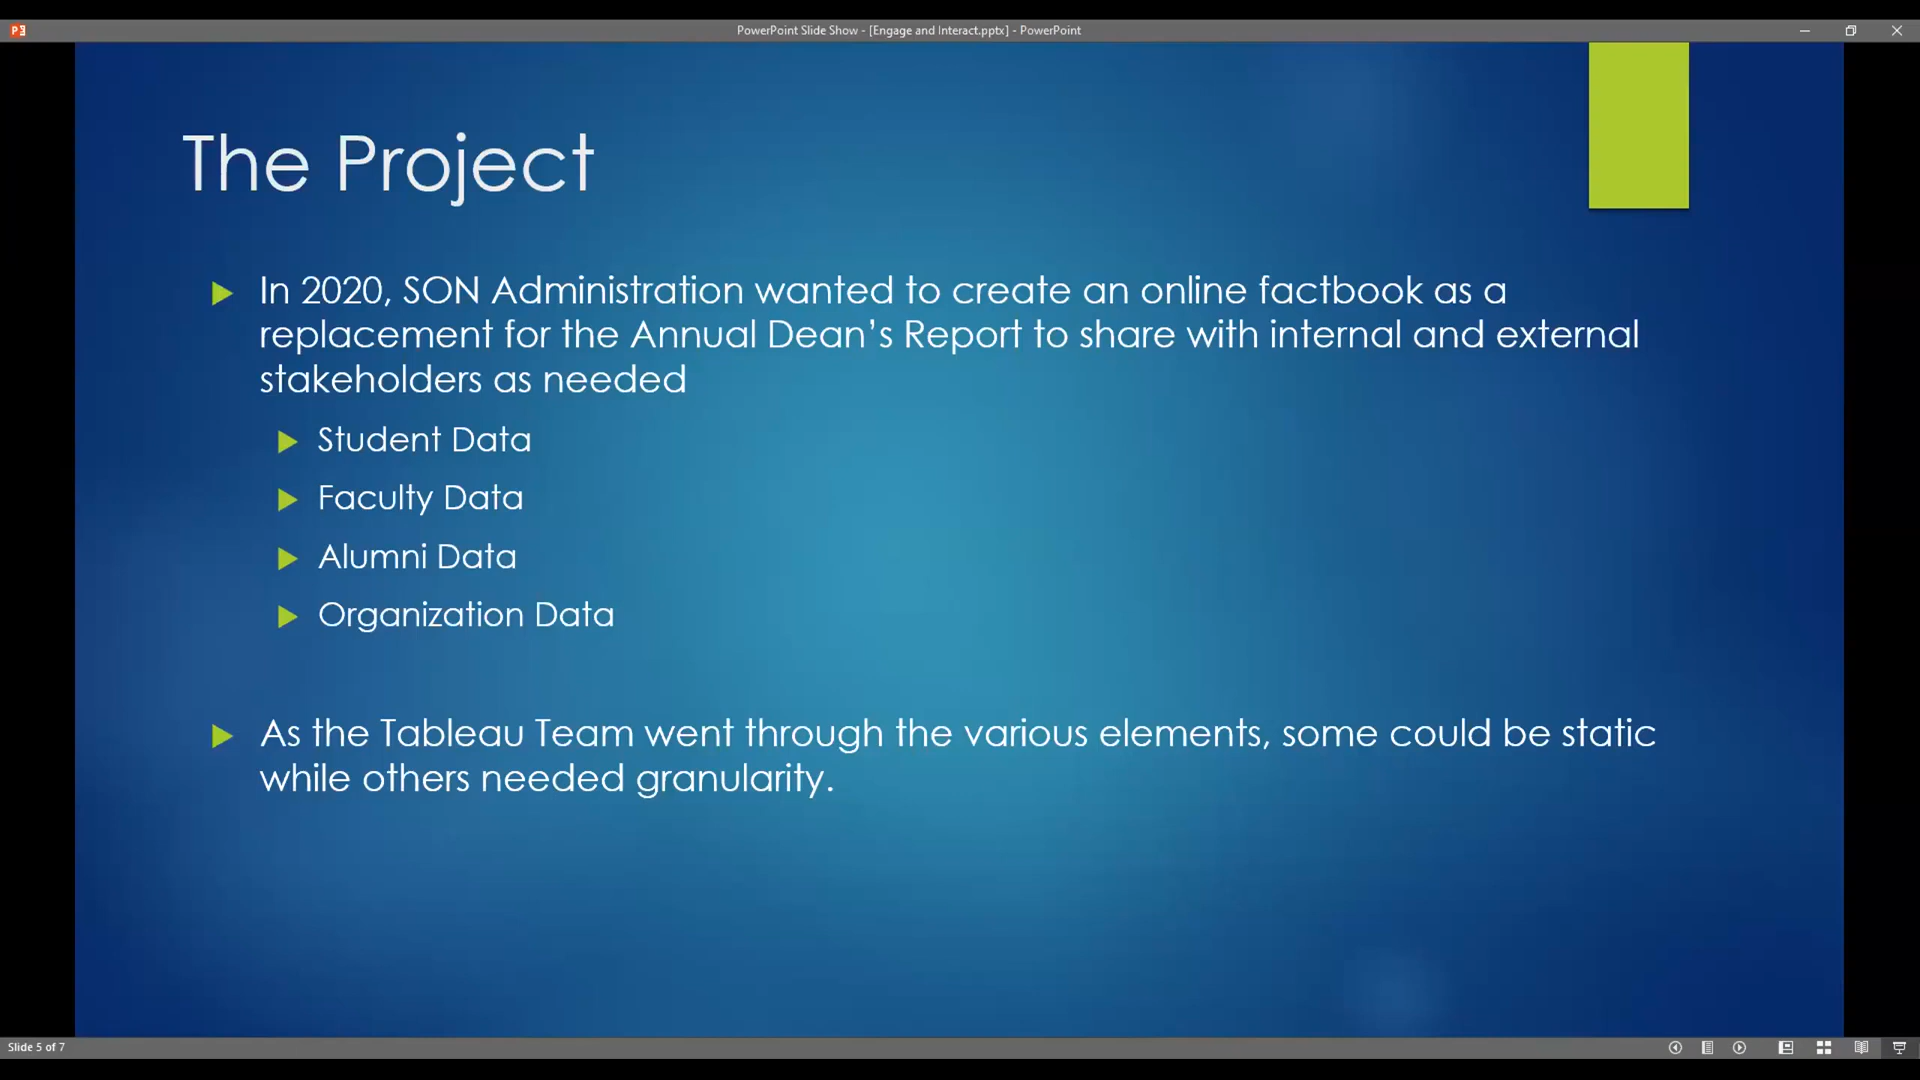 PowerPoint Slide Show - [Engage and Interact.pptx] - PowerPoint
The Project
In 2020, SON Administration wanted to create an online factbook as a
replacement for the Annual Dean’s Report to share with internal and external
stakeholders as needed
Student Data
Faculty Data
Alumni Data
Organization Data
As the Tableau Team went through the various elements, some could be static
while others needed granularity.
Slide 5 of 7